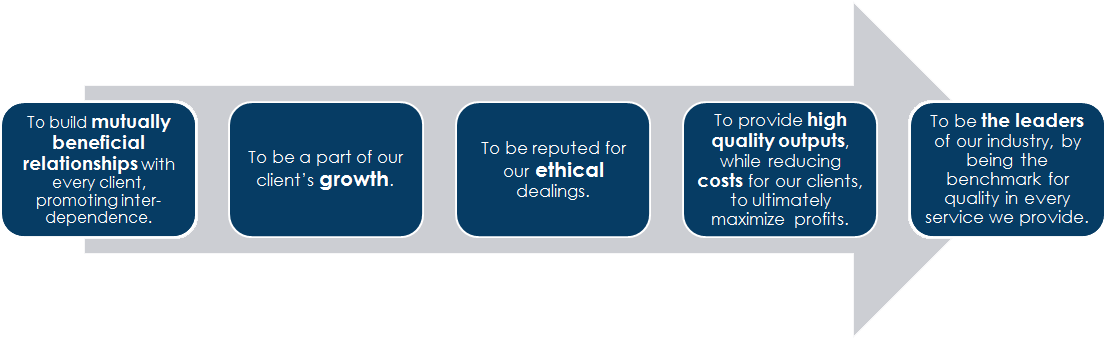 To build mutually
beneficial
relationships with
every client,
promoting inter-
dependence.
To be a part of our
client’s growth.
To be reputed for
our ethical
dealings.
To provide high
quality outputs,
while reducing
costs for our clients,
to ultimately
maximize profits.
To be the leaders
of our industry, by
being the
benchmark for
quality in every
service we provide.